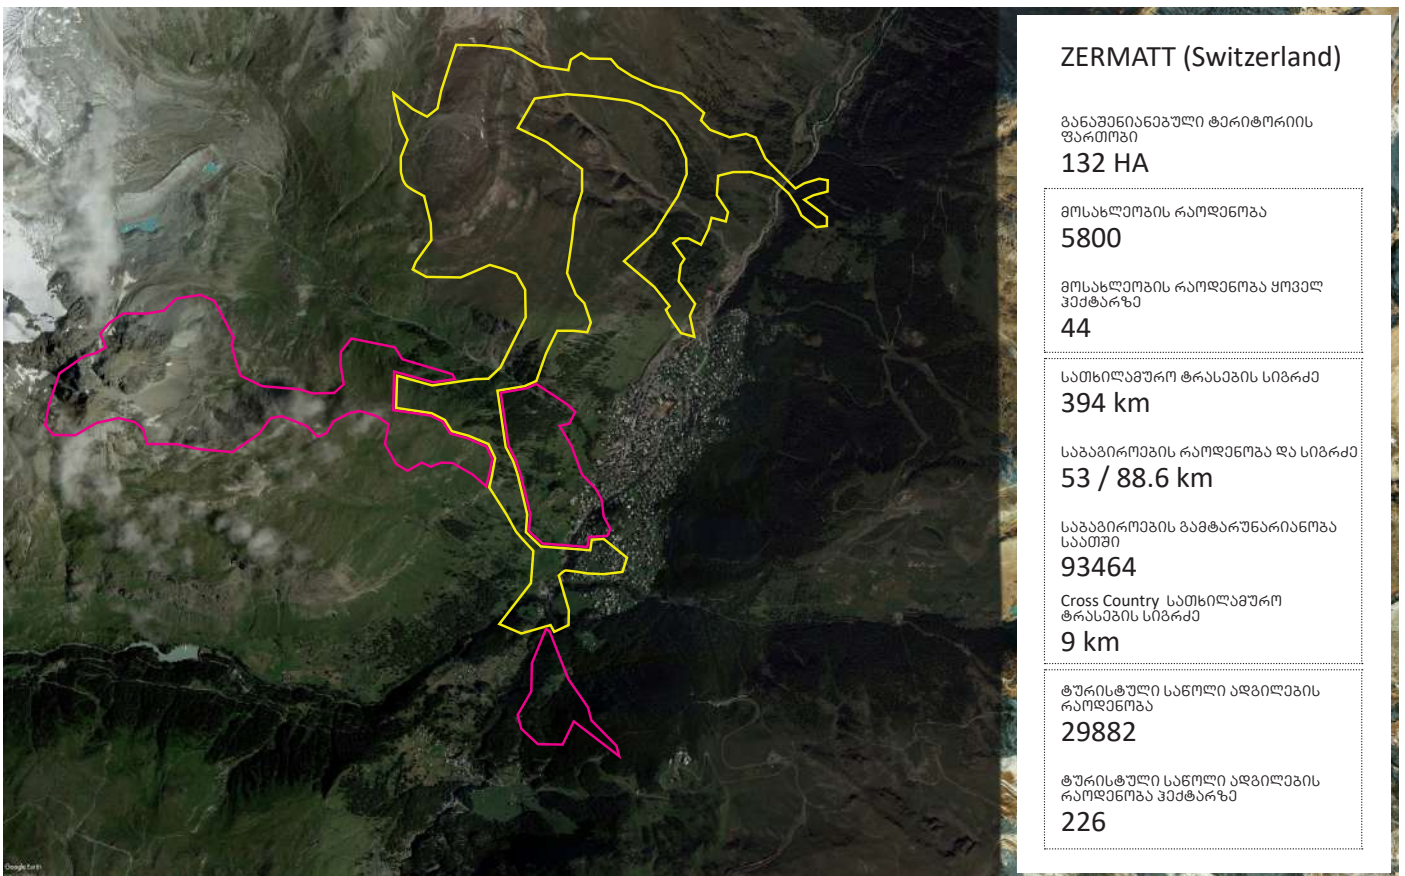 ZERMATT (Switzerland)
განაშენიანებული ტერიტორიის
ფართობი
132 HA
მოსახლეობის რაოდენობა
5800
მოსახლეობის რაოდენობა ყოველ
ჰექტარზე
44
სათხილამურო ტრასების სიგრძე
394 km
საბაგიროების რაოდენობა და სიგრძე
53 / 88.6 km
საბაგიროების გამტარუნარიანობა
საათში
93464
Cross Country სათხილამურო
ტრასების სიგრძე
9 km
ტურისტული საწოლი ადგილების
რაოდენობა
29882
ტურისტული საწოლი ადგილების
რაოდენობა ჰექტარზე
226
Google Earth